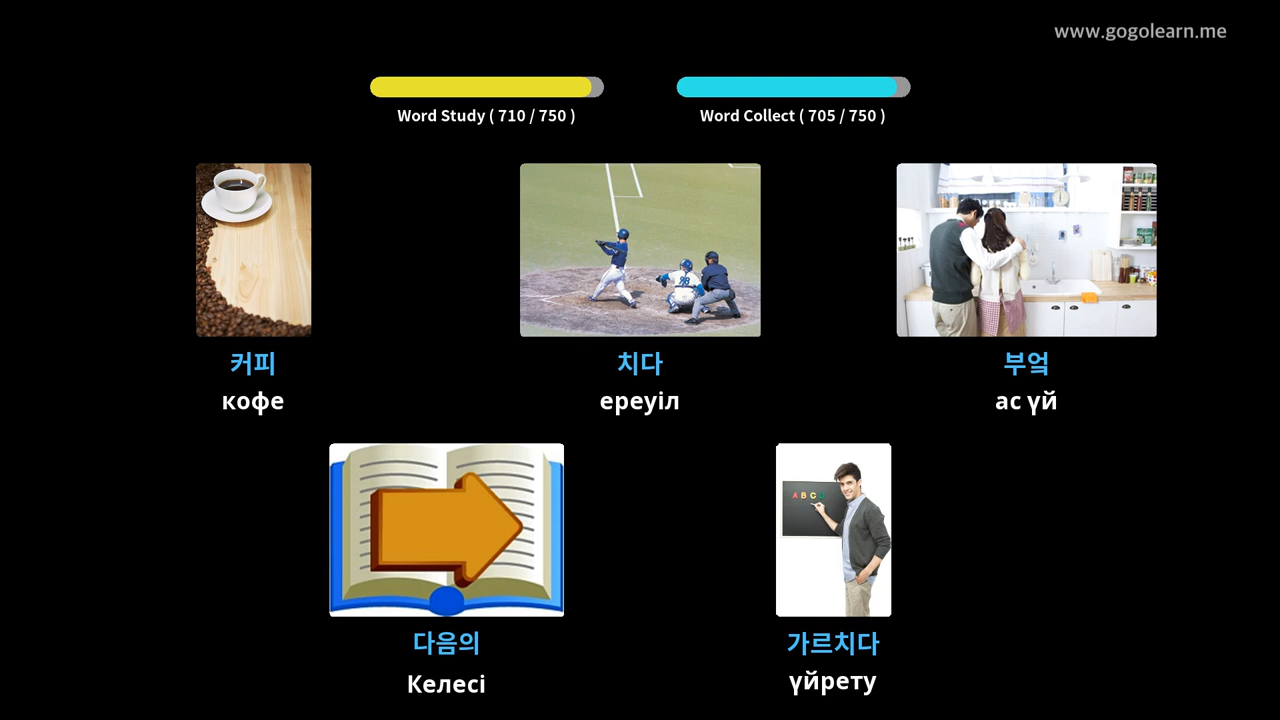 www.gogolearn.me
Word Study ( 710 / 750 )
Word Collect ( 705 / 750 )
커피
치다
부엌
кофе
ереуіл
ас үй
A B C D
다음의
가르치다
Келесі
үйрету